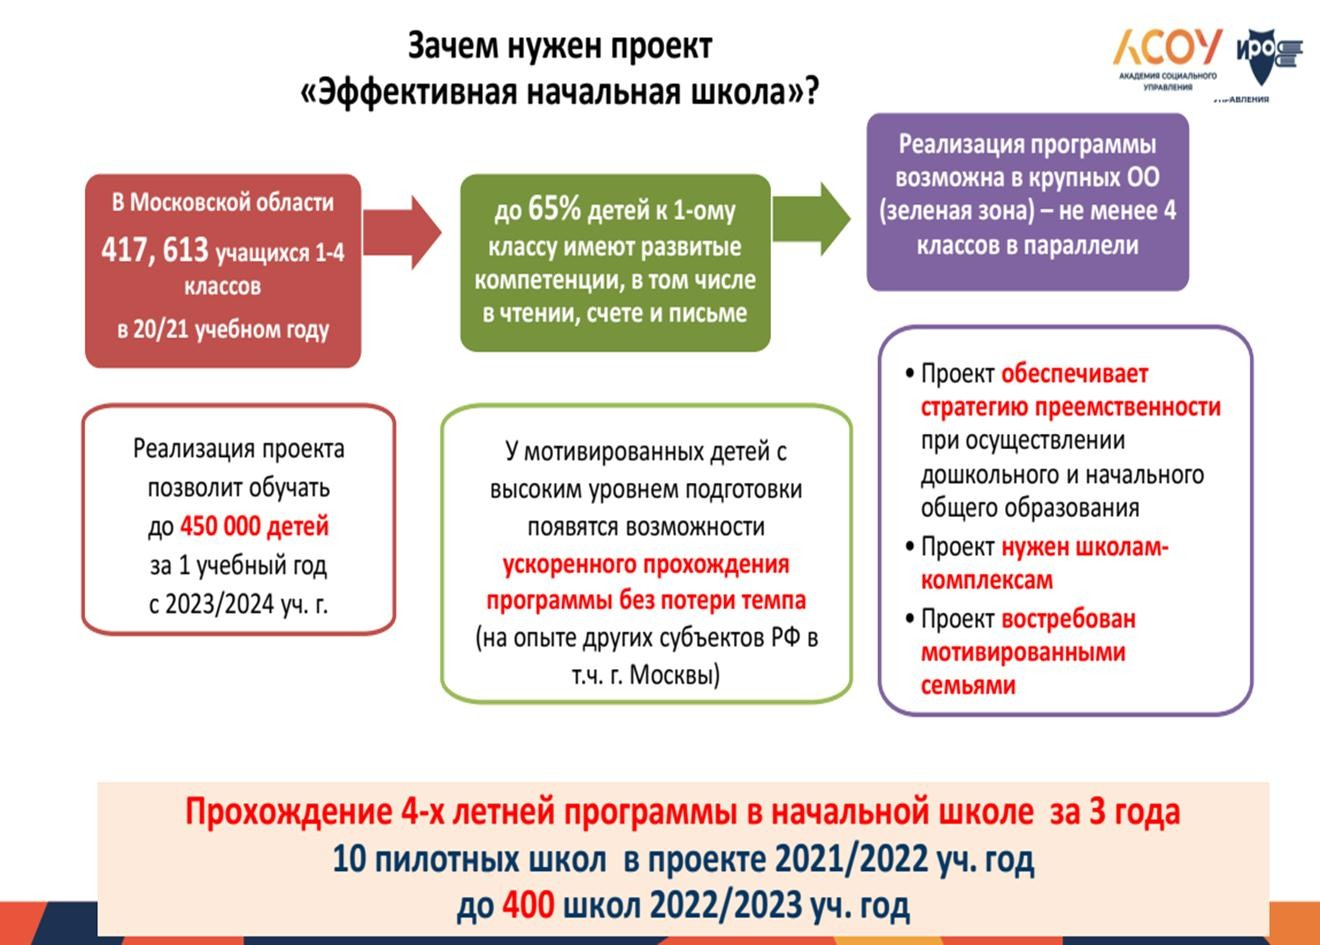 Зачем нужен проект
«Эффективная начальная школа»?
АСОУ
АКАДЕМИЯ СОЦИАЛЬНОГО
УПРАВЛЕНИЯ
ИРО
В Московской области
417, 613 учащихся 1-4
классов
в 20/21 учебном году
до 65% детей к 1-ому
классу имеют развитые
компетенции, в том числе
в чтении, счете и письме
Реализация программы
возможна в крупных ОО
(зеленая зона) – не менее 4
классов в параллели
Реализация проекта
позволит обучать
до 450 000 детей
за 1 учебный год
с 2023/2024 уч. г.
У мотивированных детей с
высоким уровнем подготовки
появятся возможности
ускоренного прохождения
программы без потери темпа
(на опыте других субъектов РФ в
т.ч. г. Москвы)
• Проект обеспечивает
стратегию преемственности
при осуществлении
дошкольного и начального
общего образования
• Проект нужен школам-
комплексам
• Проект востребован
мотивированными
семьями
Прохождение 4-х летней программы в начальной школе за 3 года
10 пилотных школ в проекте 2021/2022 уч. год
до 400 школ 2022/2023 уч. год